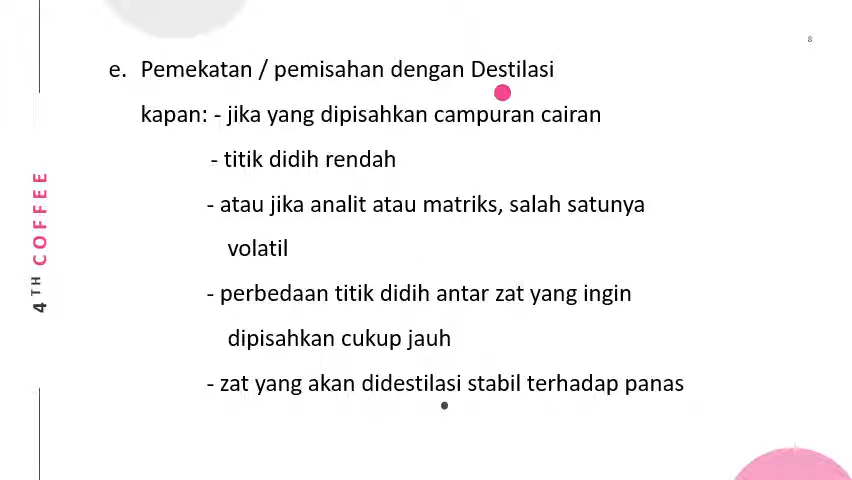 8
e. Pemekatan / pemisahan dengan Destilasi
kapan: - jika yang dipisahkan campuran cairan
- titik didih rendah
- atau jika analit atau matriks, salah satunya
volatil
- perbedaan titik didih antar zat yang ingin
dipisahkan cukup jauh
- zat yang akan didestilasi stabil terhadap panas
4TH COFFEE